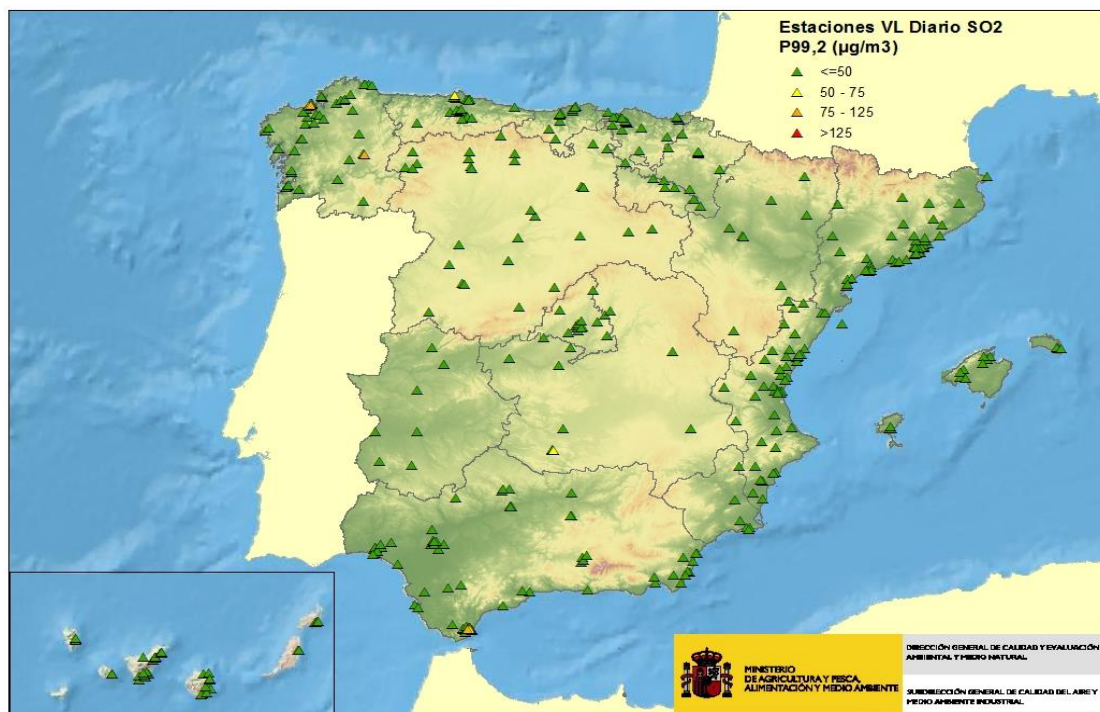 Estaciones VL Diario SO2
P99,2 (µg/m3)
<=50
50 - 75
75 - 125
>125
MINISTERIO
DE AGRICULTURA Y PESCA,
ALIMENTACIÓN Y MEDIO AMBIENTE
DIRECCIÓN GENERAL DE CALIDAD Y EVALUACIÓN
AMBIENTAL Y MEDIO NATURAL
SUBDIRECCIÓN GENERAL DE CALIDAD DEL AIRE Y
MEDIO AMBIENTE INDUSTRIAL